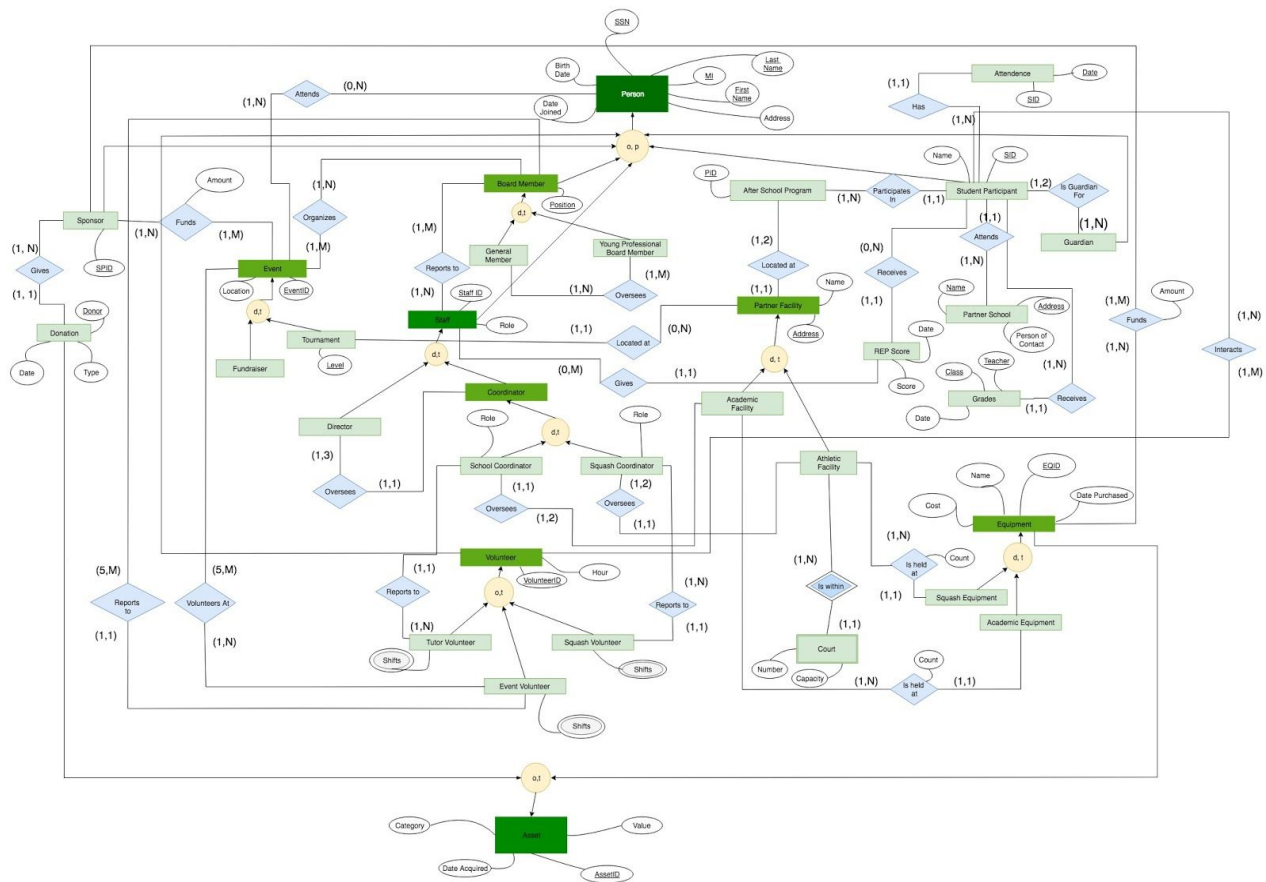 SSN
Birth
Date
Last
Name
MI
Person
First
Name
Date
Joined
Address
Attends
(0,N)
(1,N)
Attendence
Date
(1,1)
SID
Has
(1,N)
(1,N)
o, p
Name
SID
PID
After School Program
Participates
In
(1,N)
(1,1)
Student Participant
(1,2)
Is Guardian
For
(1,N)
Guardian
Amount
Sponsor
(1,N)
Funds
(1,M)
SPID
(1, N)
Gives
(1, 1)
(1,N)
Organizes
(1,M)
Board Member
Position
d,t
General
Member
Young Professional
Board Member
(1,M)
Reports to
(1,N)
(1,N)
Oversees
(1,M)
(1,2)
Located at
(1,1)
(1,1)
Attends
(1,N)
(0,N)
Receives
(1,1)
Event
Location
EventID
d,t
Staff ID
Staff
Role
Partner Facility
Name
Address
Name
Address
Partner School
Person of
Contact
(1,M)
Funds
(1,N)
Amount
(1,N)
Interacts
(1,M)
Donor
Donation
Date
Type
Tournament
Fundraiser
Level
(1,1)
Located at
(0,N)
d,t
d, t
Date
REP Score
Score
(0,M)
Gives
(1,1)
Teacher
Class
Grades
Date
(1,N)
(1,1)
Receives
Coordinator
Academic
Facility
Director
(1,3)
Oversees
(1,1)
Role
d,t
Role
School Coordinator
Squash Coordinator
(1,1)
Oversees
(1,2)
(1,2)
Oversees
(1,1)
Athletic
Facility
Name
EQID
Cost
Date Purchased
Equipment
Volunteer
VolunteerID
Hour
o,t
(1,1)
Reports to
(1,N)
(1,N)
Reports to
(1,1)
(1,N)
Is within
(1,1)
(1,N)
Is held
at
Count
(1,1)
d, t
Squash Equipment
Academic Equipment
(5,M)
Reports
to
(1,1)
(5,M)
Volunteers At
(1,N)
Tutor Volunteer
Shifts
Squash Volunteer
Shifts
Event Volunteer
Shifts
Court
Number
Capacity
Count
(1,N)
Is held
at
(1,1)
o,t
Category
Asset
Value
Date Acquired
AssetID